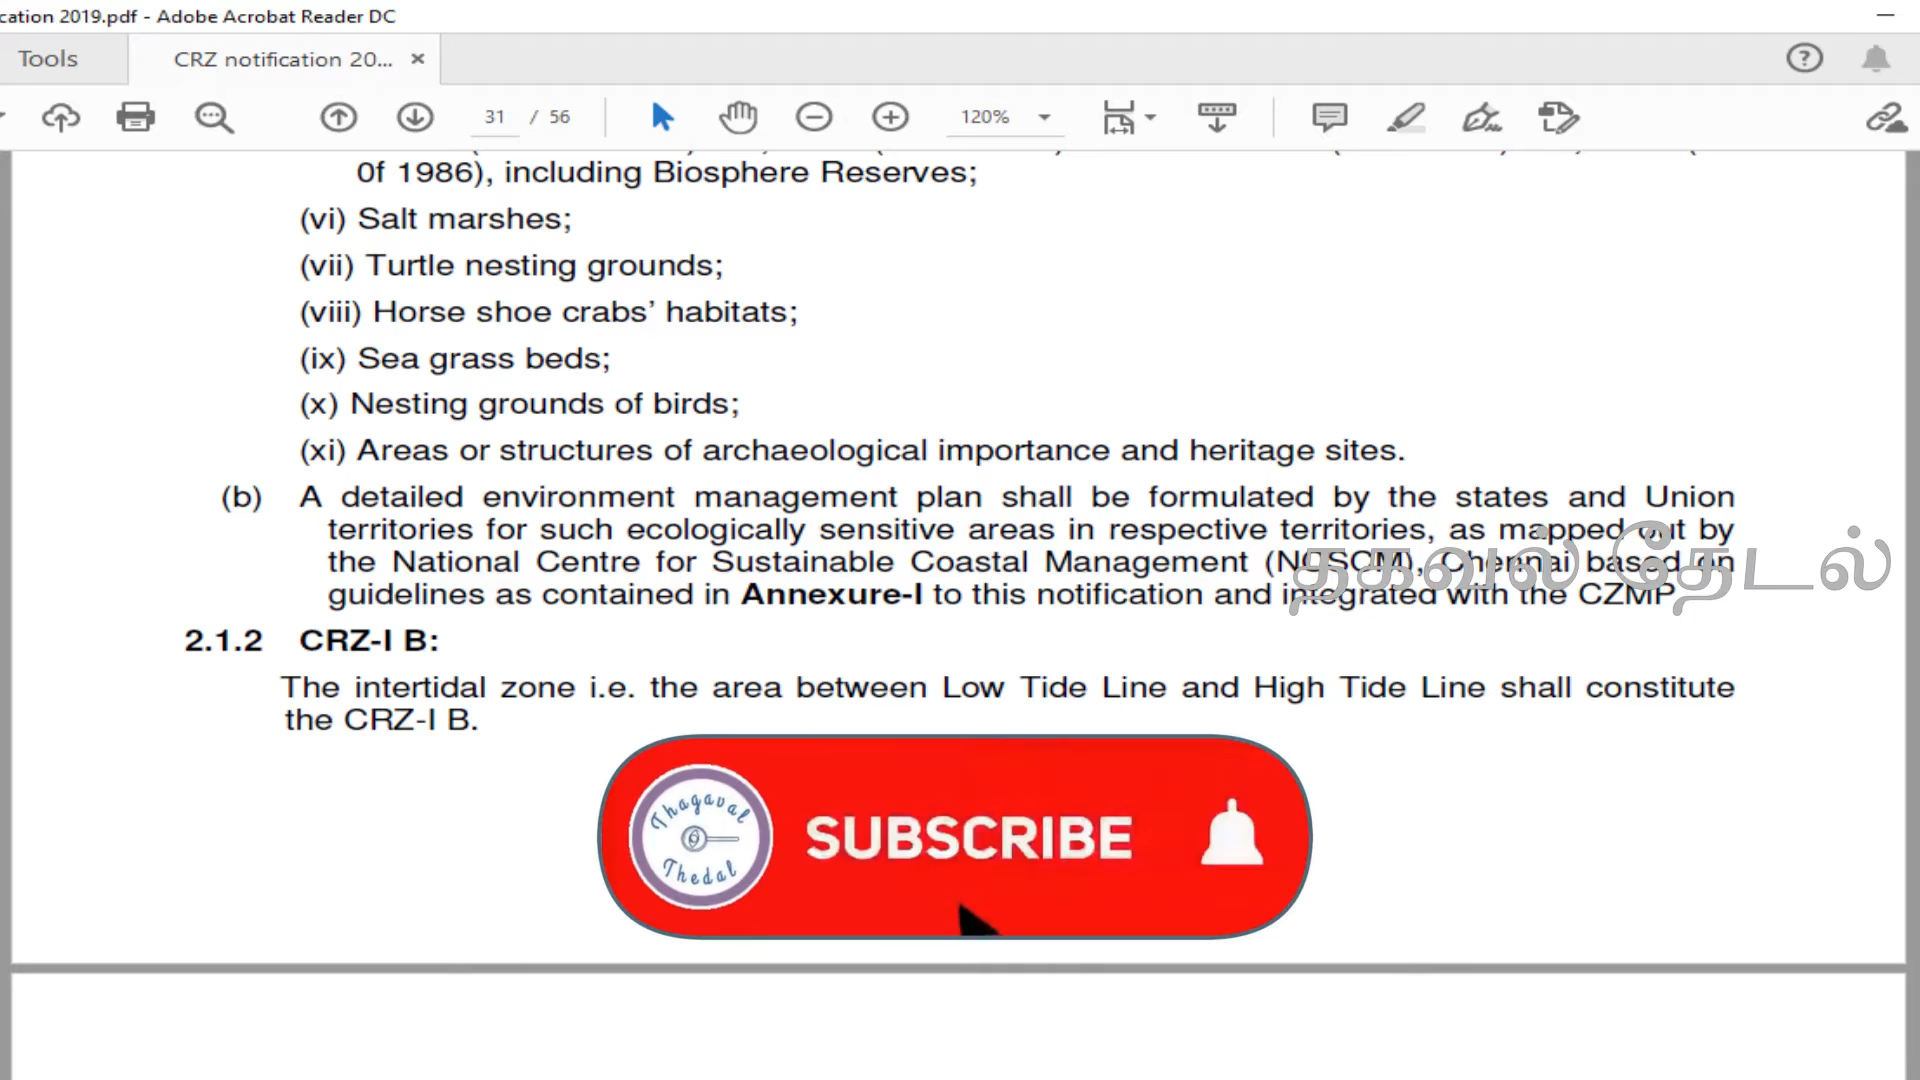 cation 2019.pdf - Adobe Acrobat Reader DC
Tools
CRZ notification 20... ×
31 / 56
120%
0f 1986), including Biosphere Reserves;
(vi) Salt marshes;
(vii) Turtle nesting grounds;
(viii) Horse shoe crabs’ habitats;
(ix) Sea grass beds;
(x) Nesting grounds of birds;
(xi) Areas or structures of archaeological importance and heritage sites.
(b) A detailed environment management plan shall be formulated by the states and Union
territories for such ecologically sensitive areas in respective territories, as mapped out by
the National Centre for Sustainable Coastal Management (NCSCM), Chennai based on
guidelines as contained in Annexure-I to this notification and integrated with the CZMP
தகவல் தேடல்
2.1.2 CRZ-I B:
The intertidal zone i.e. the area between Low Tide Line and High Tide Line shall constitute
the CRZ-I B.
Thagaval
Thedal
SUBSCRIBE